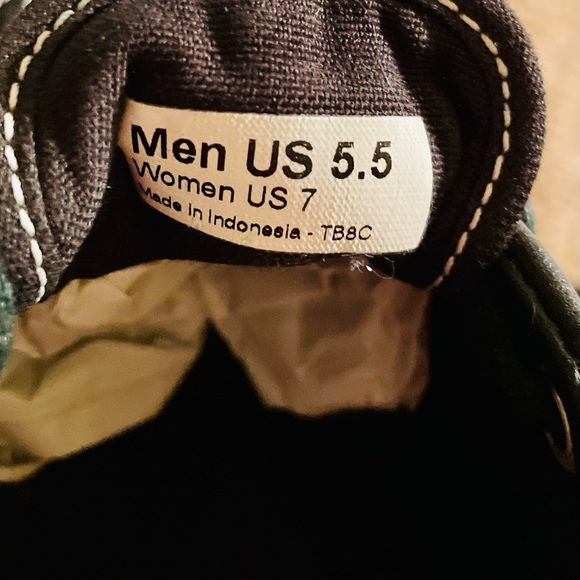 Men US 5.5
Women US 7
Made in Indonesia - TB8C